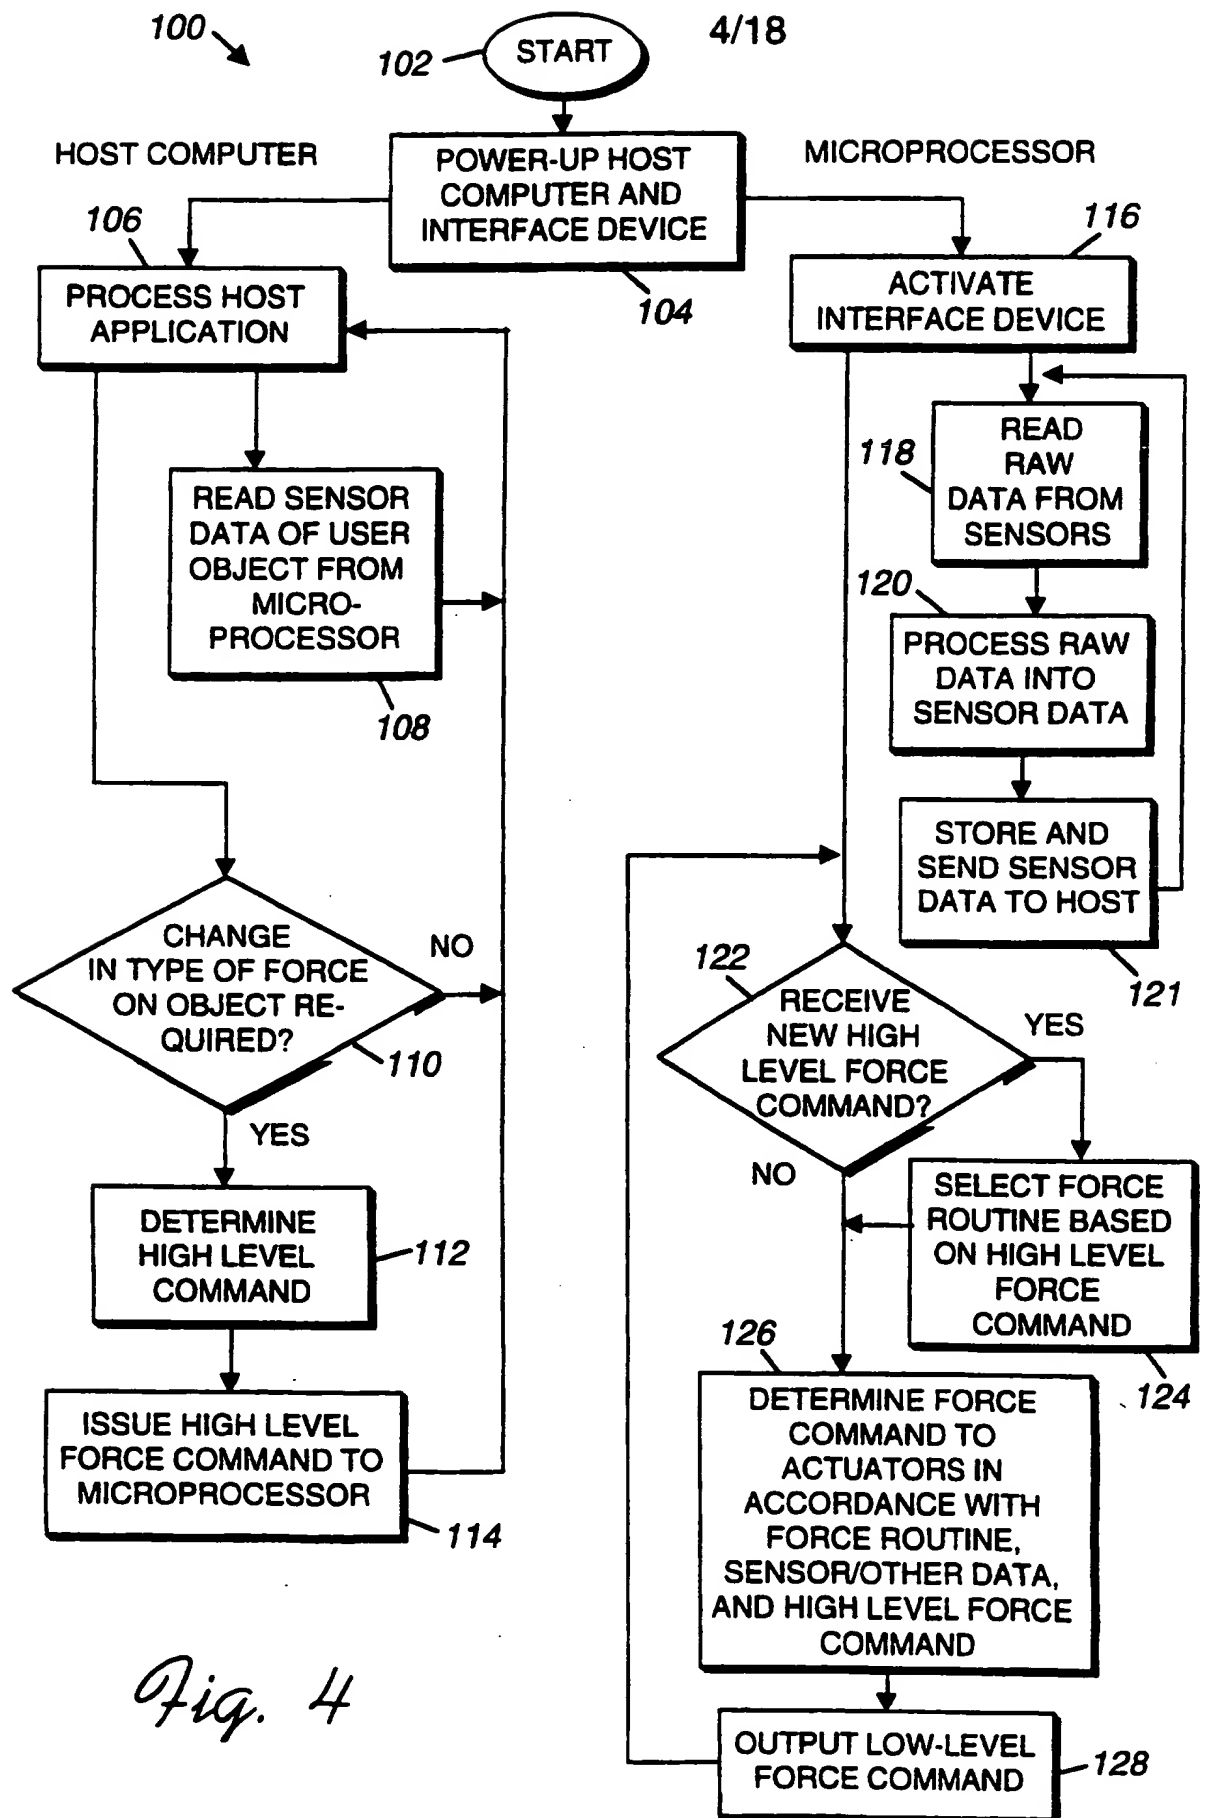 100
4/18
102
START
HOST COMPUTER
POWER-UP HOST
COMPUTER AND
INTERFACE DEVICE
MICROPROCESSOR
104
106
PROCESS HOST
APPLICATION
READ SENSOR
DATA OF USER
OBJECT FROM
MICRO-
PROCESSOR
108
CHANGE
IN TYPE OF FORCE
ON OBJECT RE-
QUIRED?
NO
110
YES
DETERMINE
HIGH LEVEL
COMMAND
112
ISSUE HIGH LEVEL
FORCE COMMAND TO
MICROPROCESSOR
114
116
ACTIVATE
INTERFACE DEVICE
118
READ
RAW
DATA FROM
SENSORS
120
PROCESS RAW
DATA INTO
SENSOR DATA
STORE AND
SEND SENSOR
DATA TO HOST
121
122
RECEIVE
NEW HIGH
LEVEL FORCE
COMMAND?
YES
NO
SELECT FORCE
ROUTINE BASED
ON HIGH LEVEL
FORCE
COMMAND
124
126
DETERMINE FORCE
COMMAND TO
ACTUATORS IN
ACCORDANCE WITH
FORCE ROUTINE,
SENSOR/OTHER DATA,
AND HIGH LEVEL FORCE
COMMAND
OUTPUT LOW-LEVEL
FORCE COMMAND
128
Fig. 4